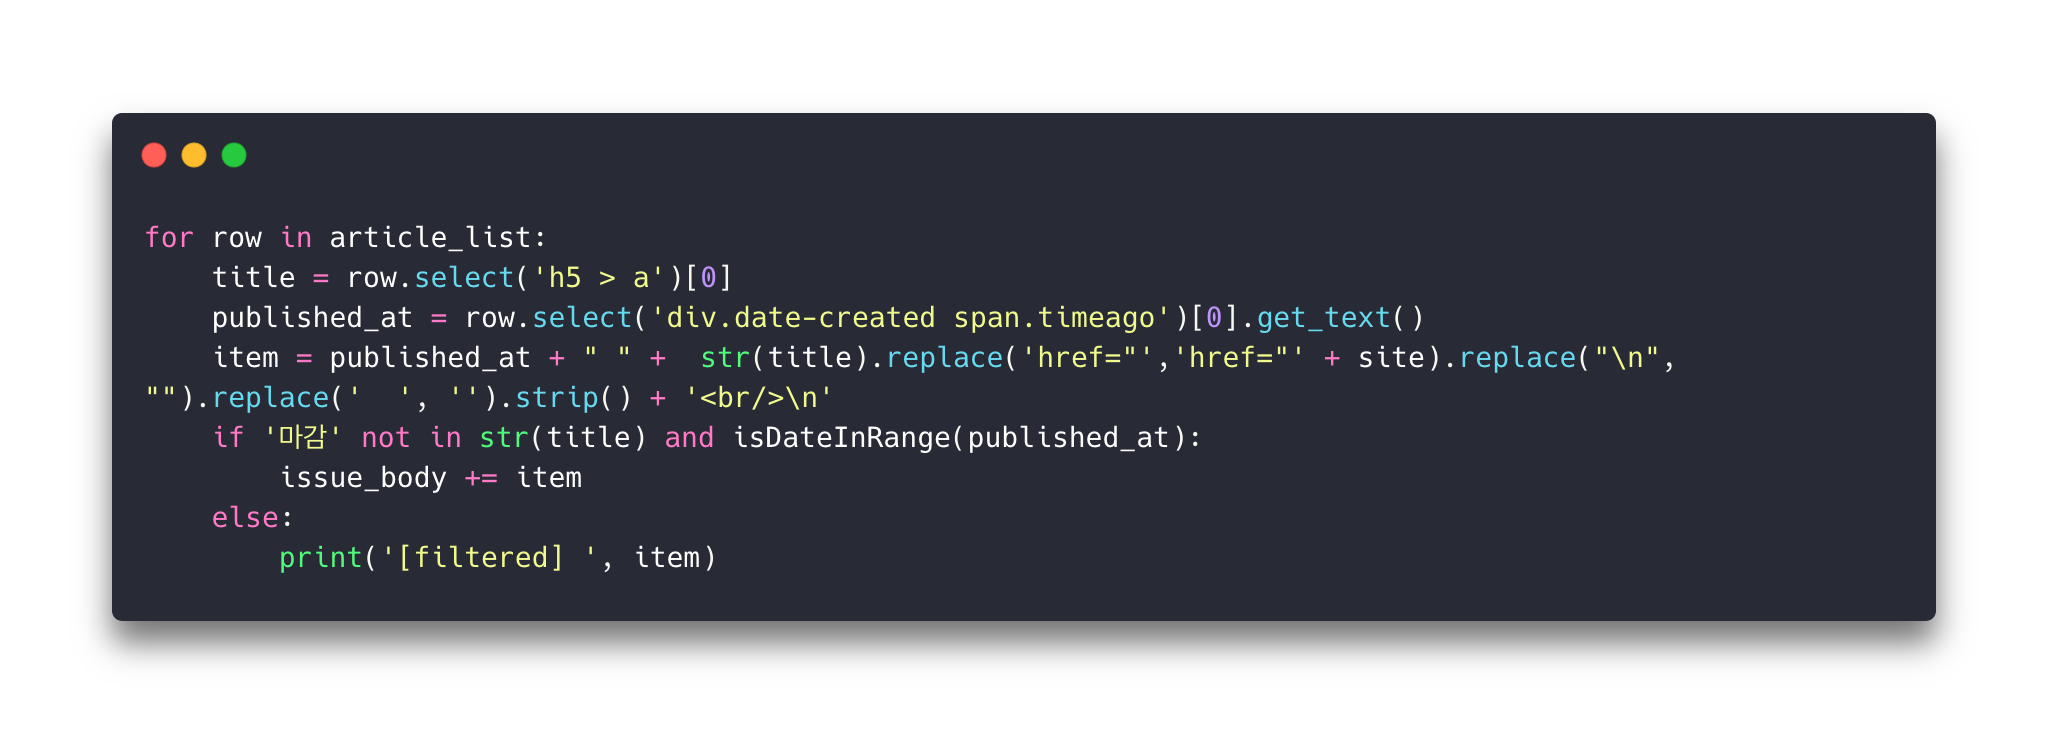 for row in article_list:
    title = row.select('h5 > a')[0]
    published_at = row.select('div.date-created span.timeago')[0].get_text()
    item = published_at + " " +  str(title).replace('href="','href="' + site).replace("\n",
"").replace('  ', '').strip() + '<br/>\n'
    if '마감' not in str(title) and isDateInRange(published_at):
        issue_body += item
    else:
        print('[filtered] ', item)